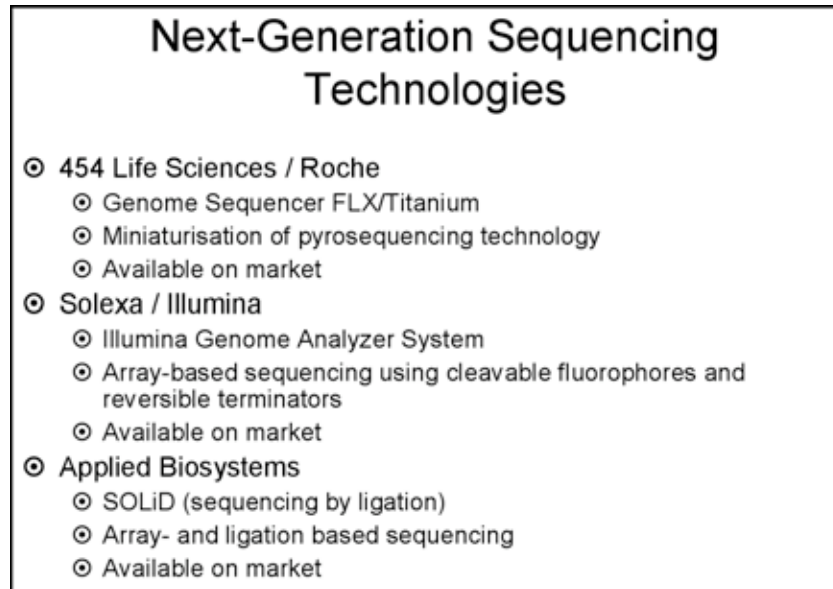 Next-Generation Sequencing
Technologies
454 Life Sciences / Roche
Genome Sequencer FLX/Titanium
Miniaturisation of pyrosequencing technology
Available on market
Solexa / Illumina
Illumina Genome Analyzer System
Array-based sequencing using cleavable fluorophores and
reversible terminators
Available on market
Applied Biosystems
SOLiD (sequencing by ligation)
Array- and ligation based sequencing
Available on market